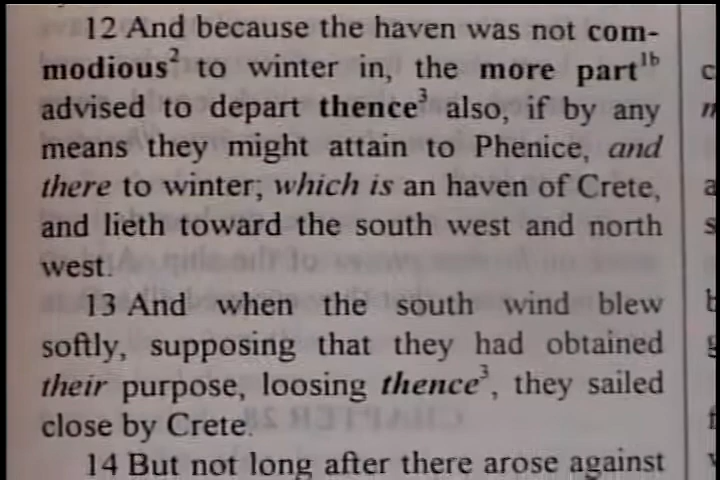 12 And because the haven was not com-
modious² to winter in, the more part¹ᵇ
advised to depart thence³ also, if by any
means they might attain to Phenice, and
there to winter; which is an haven of Crete,
and lieth toward the south west and north
west.
13 And when the south wind blew
softly, supposing that they had obtained
their purpose, loosing thence³, they sailed
close by Crete.
14 But not long after there arose against